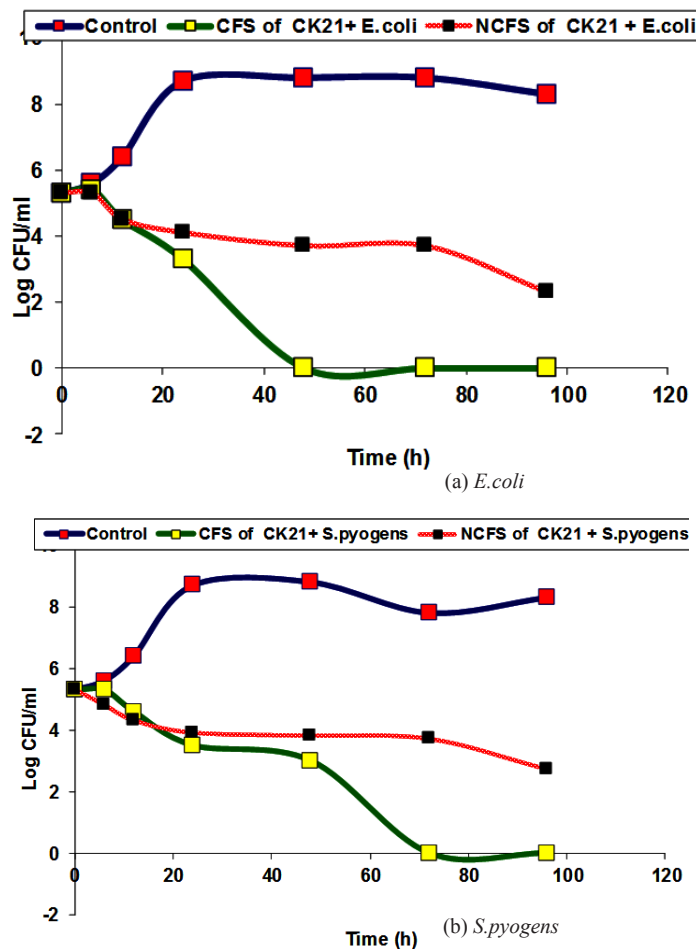 Control CFS of CK21+ E.coli NCFS of CK21 + E.coli
8
6
4
2
0
-2
0 20 40 60 80 100 120
Log CFU/ml
Time (h)
(a) E.coli
Control CFS of CK21+ S.pyogens NCFS of CK21 + S.pyogens
8
6
4
2
0
-2
0 20 40 60 80 100 120
Log CFU/ml
Time (h)
(b) S.pyogens